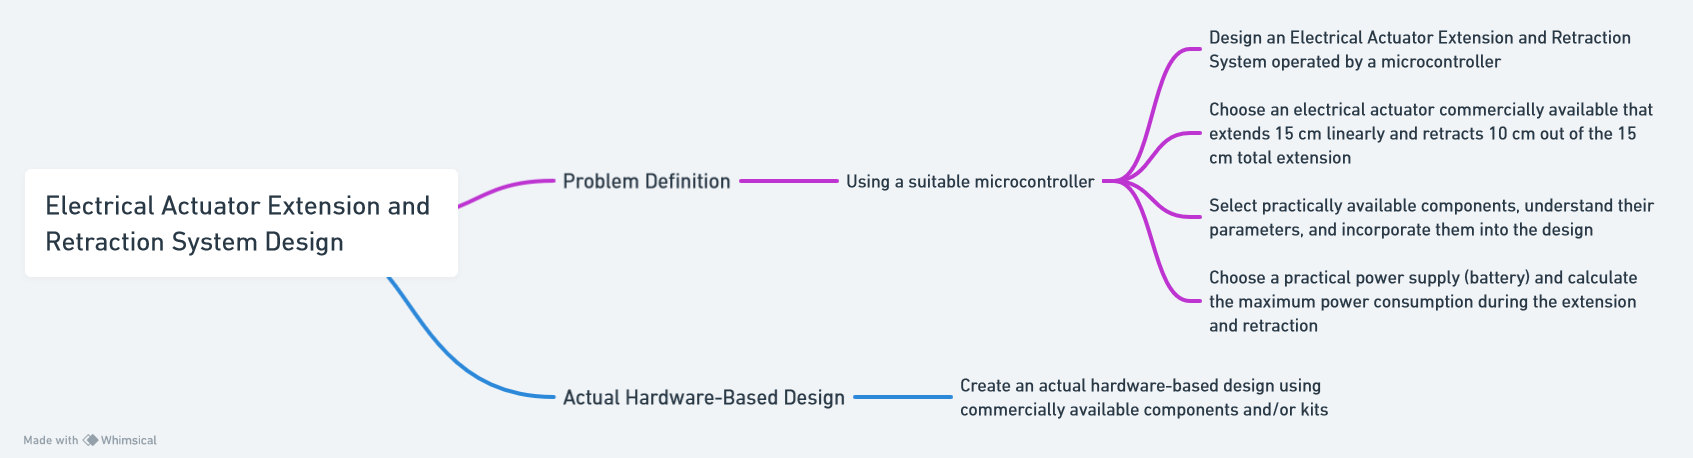 Electrical Actuator Extension and
Retraction System Design
Problem Definition
Using a suitable microcontroller
Design an Electrical Actuator Extension and Retraction
System operated by a microcontroller
Choose an electrical actuator commercially available that
extends 15 cm linearly and retracts 10 cm out of the 15
cm total extension
Select practically available components, understand their
parameters, and incorporate them into the design
Choose a practical power supply (battery) and calculate
the maximum power consumption during the extension
and retraction
Actual Hardware-Based Design
Create an actual hardware-based design using
commercially available components and/or kits
Made with Whimsical